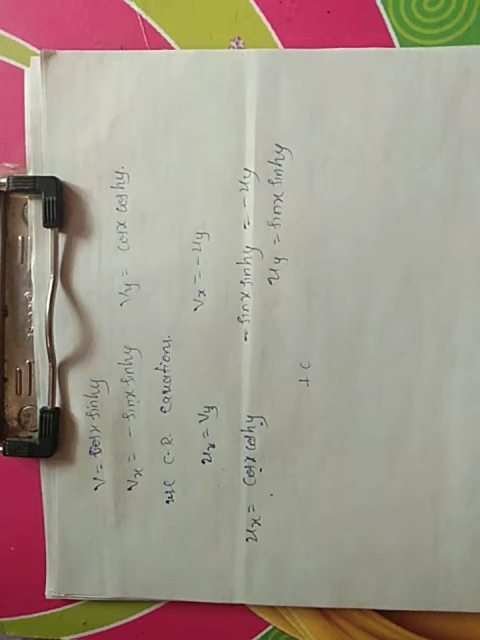 V = cosx sinhy
Vx = - sinx sinhy Vy = cosx coshy.
use C-R equations.
ux = Vy Vx = -uy
ux = cosx coshy - sinx sinhy = -uy
uy = sinx sinhy
+ C